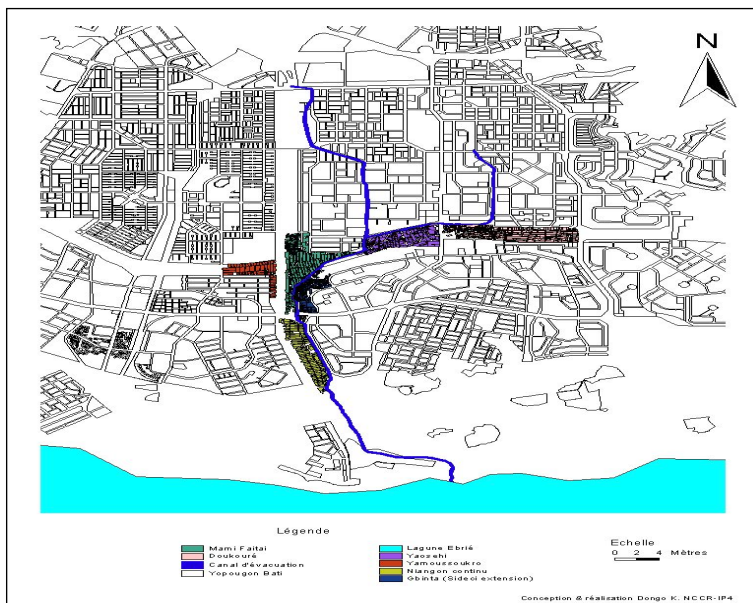 N
Légende
Mami Faitai
Doukouré
Canal d'évacuation
Yopougon Bati
Lagune Ebrié
Yaosehi
Yamoussoukro
Niangon continu
Gbinta (Sideci extension)
Echelle
0 2 4 Mètres
Conception & réalisation Dongo K. NCCR-IP4